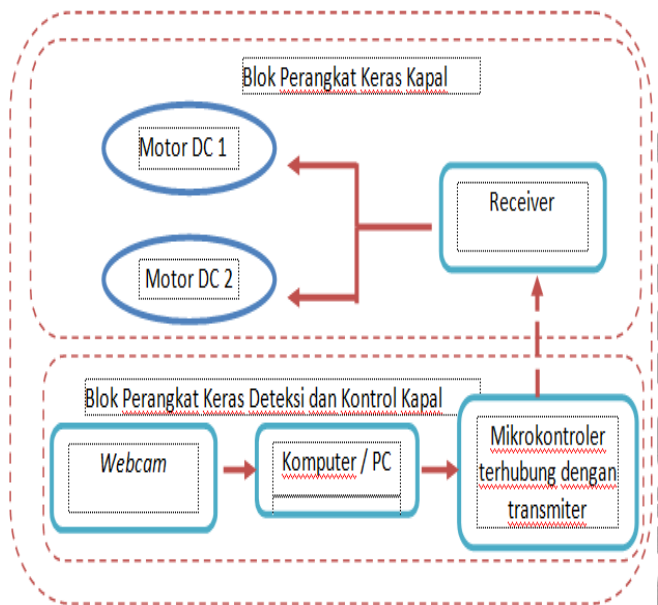 Blok Perangkat Keras Kapal
Motor DC 1
Receiver
Motor DC 2
Blok Perangkat Keras Deteksi dan Kontrol Kapal
Webcam
Komputer / PC
Mikrokontroler
terhubung dengan
transmiter